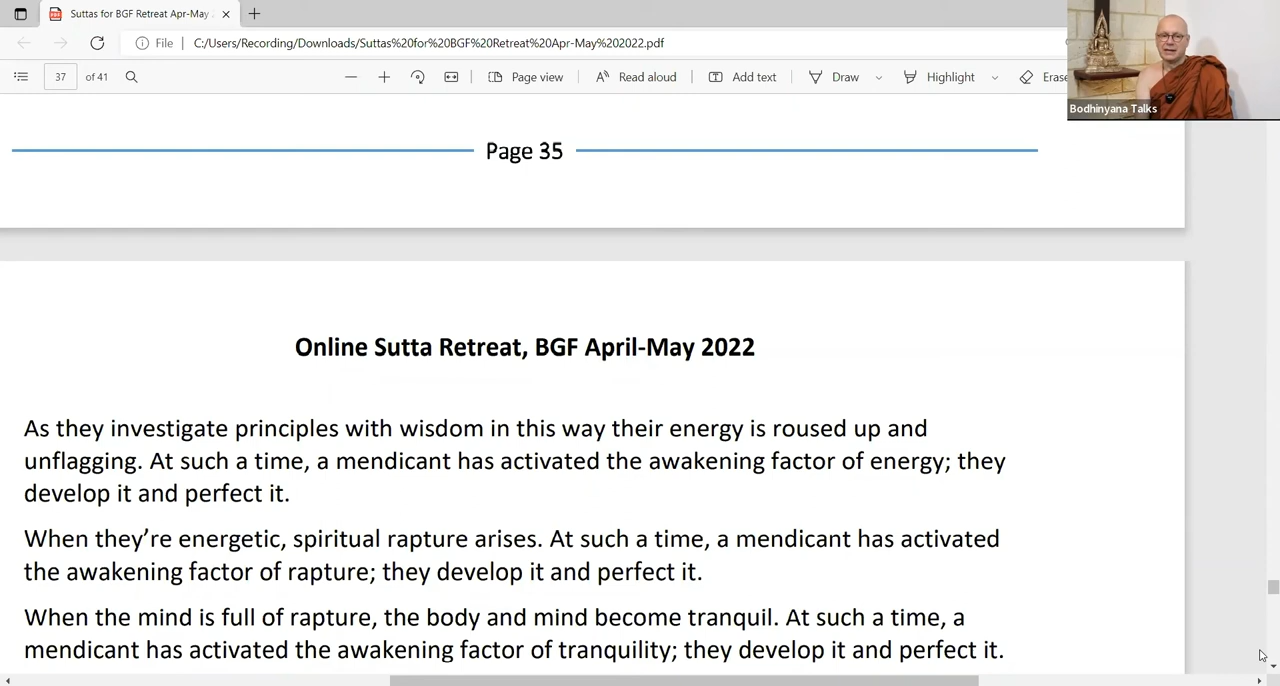 Suttas for BGF Retreat Apr-May
File C:/Users/Recording/Downloads/Suttas%20for%20BGF%20Retreat%20Apr-May%202022.pdf
37 of 41 Page view Read aloud Add text Draw Highlight Erase
Bodhinyana Talks
Page 35
Online Sutta Retreat, BGF April-May 2022
As they investigate principles with wisdom in this way their energy is roused up and
unflagging. At such a time, a mendicant has activated the awakening factor of energy; they
develop it and perfect it.
When they’re energetic, spiritual rapture arises. At such a time, a mendicant has activated
the awakening factor of rapture; they develop it and perfect it.
When the mind is full of rapture, the body and mind become tranquil. At such a time, a
mendicant has activated the awakening factor of tranquility; they develop it and perfect it.